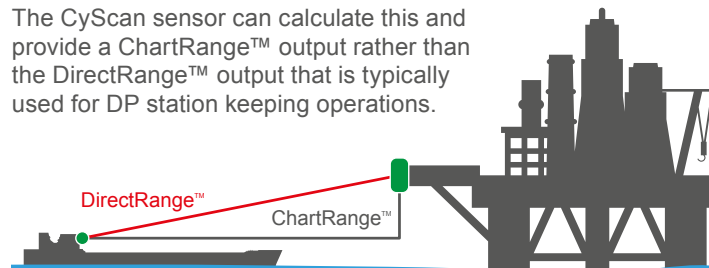 The CyScan sensor can calculate this and
provide a ChartRange™ output rather than
the DirectRange™ output that is typically
used for DP station keeping operations.
DirectRange™
ChartRange™